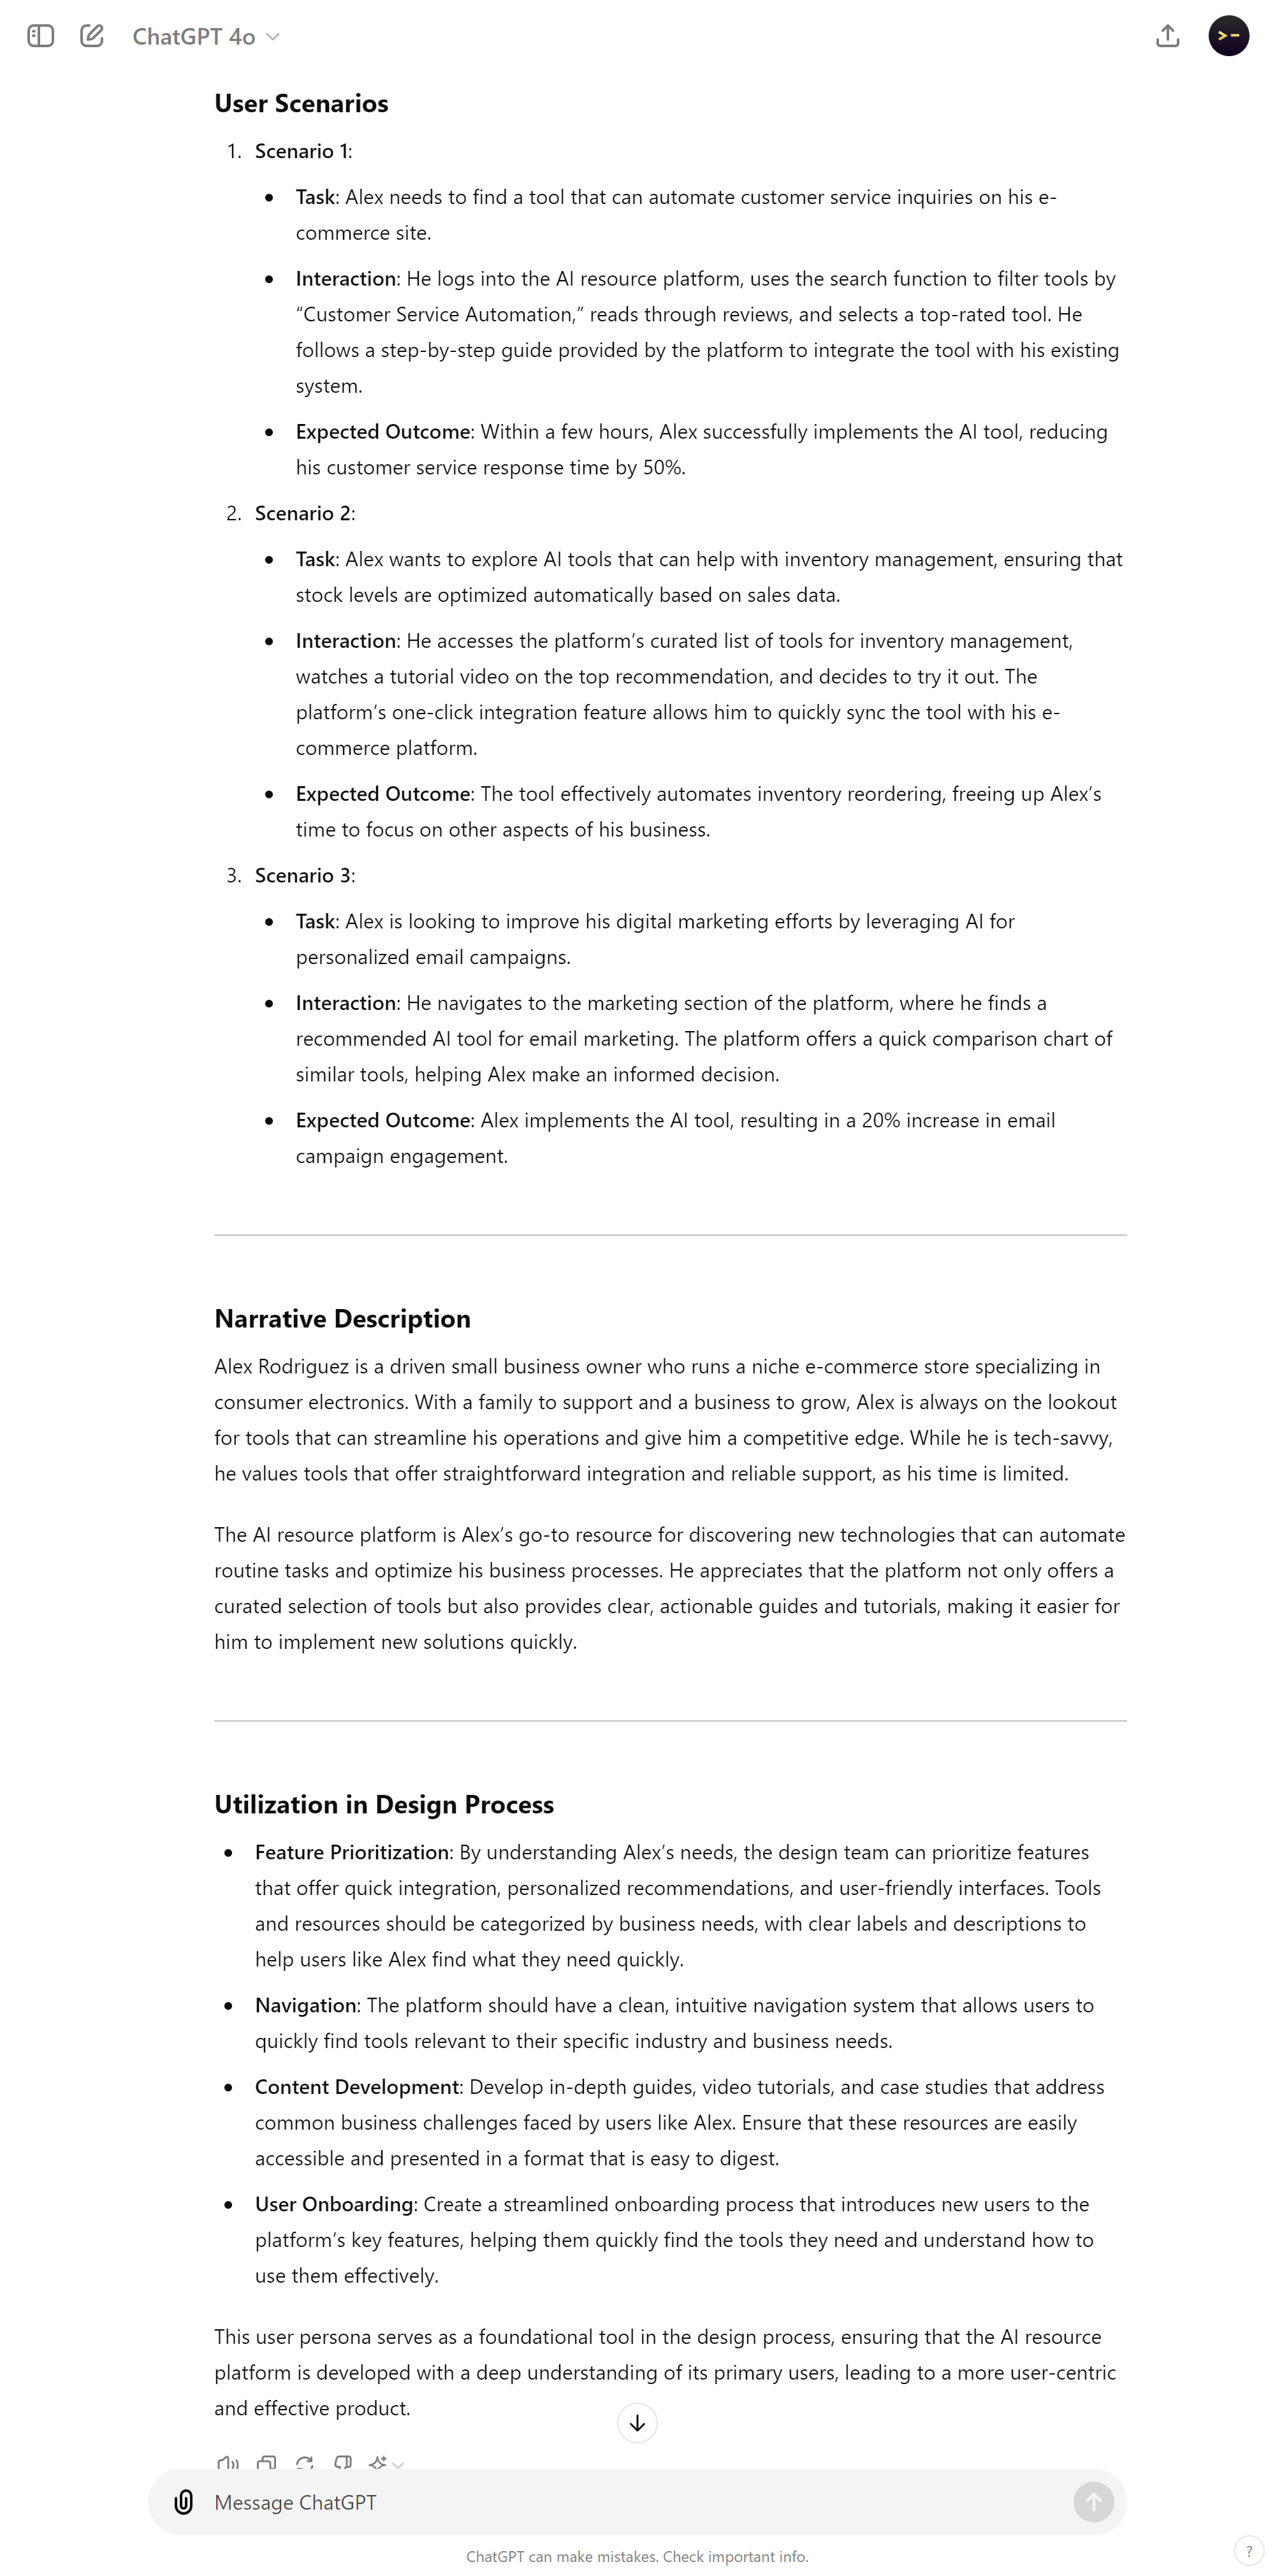 ChatGPT 4o
User Scenarios
1. Scenario 1:
• Task: Alex needs to find a tool that can automate customer service inquiries on his e-
commerce site.
• Interaction: He logs into the AI resource platform, uses the search function to filter tools by
“Customer Service Automation,” reads through reviews, and selects a top-rated tool. He
follows a step-by-step guide provided by the platform to integrate the tool with his existing
system.
• Expected Outcome: Within a few hours, Alex successfully implements the AI tool, reducing
his customer service response time by 50%.
2. Scenario 2:
• Task: Alex wants to explore AI tools that can help with inventory management, ensuring that
stock levels are optimized automatically based on sales data.
• Interaction: He accesses the platform’s curated list of tools for inventory management,
watches a tutorial video on the top recommendation, and decides to try it out. The
platform’s one-click integration feature allows him to quickly sync the tool with his e-
commerce platform.
• Expected Outcome: The tool effectively automates inventory reordering, freeing up Alex’s
time to focus on other aspects of his business.
3. Scenario 3:
• Task: Alex is looking to improve his digital marketing efforts by leveraging AI for
personalized email campaigns.
• Interaction: He navigates to the marketing section of the platform, where he finds a
recommended AI tool for email marketing. The platform offers a quick comparison chart of
similar tools, helping Alex make an informed decision.
• Expected Outcome: Alex implements the AI tool, resulting in a 20% increase in email
campaign engagement.
Narrative Description
Alex Rodriguez is a driven small business owner who runs a niche e-commerce store specializing in
consumer electronics. With a family to support and a business to grow, Alex is always on the lookout
for tools that can streamline his operations and give him a competitive edge. While he is tech-savvy,
he values tools that offer straightforward integration and reliable support, as his time is limited.
The AI resource platform is Alex’s go-to resource for discovering new technologies that can automate
routine tasks and optimize his business processes. He appreciates that the platform not only offers a
curated selection of tools but also provides clear, actionable guides and tutorials, making it easier for
him to implement new solutions quickly.
Utilization in Design Process
• Feature Prioritization: By understanding Alex’s needs, the design team can prioritize features
that offer quick integration, personalized recommendations, and user-friendly interfaces. Tools
and resources should be categorized by business needs, with clear labels and descriptions to
help users like Alex find what they need quickly.
• Navigation: The platform should have a clean, intuitive navigation system that allows users to
quickly find tools relevant to their specific industry and business needs.
• Content Development: Develop in-depth guides, video tutorials, and case studies that address
common business challenges faced by users like Alex. Ensure that these resources are easily
accessible and presented in a format that is easy to digest.
• User Onboarding: Create a streamlined onboarding process that introduces new users to the
platform’s key features, helping them quickly find the tools they need and understand how to
use them effectively.
This user persona serves as a foundational tool in the design process, ensuring that the AI resource
platform is developed with a deep understanding of its primary users, leading to a more user-centric
and effective product.
Message ChatGPT
ChatGPT can make mistakes. Check important info.
?